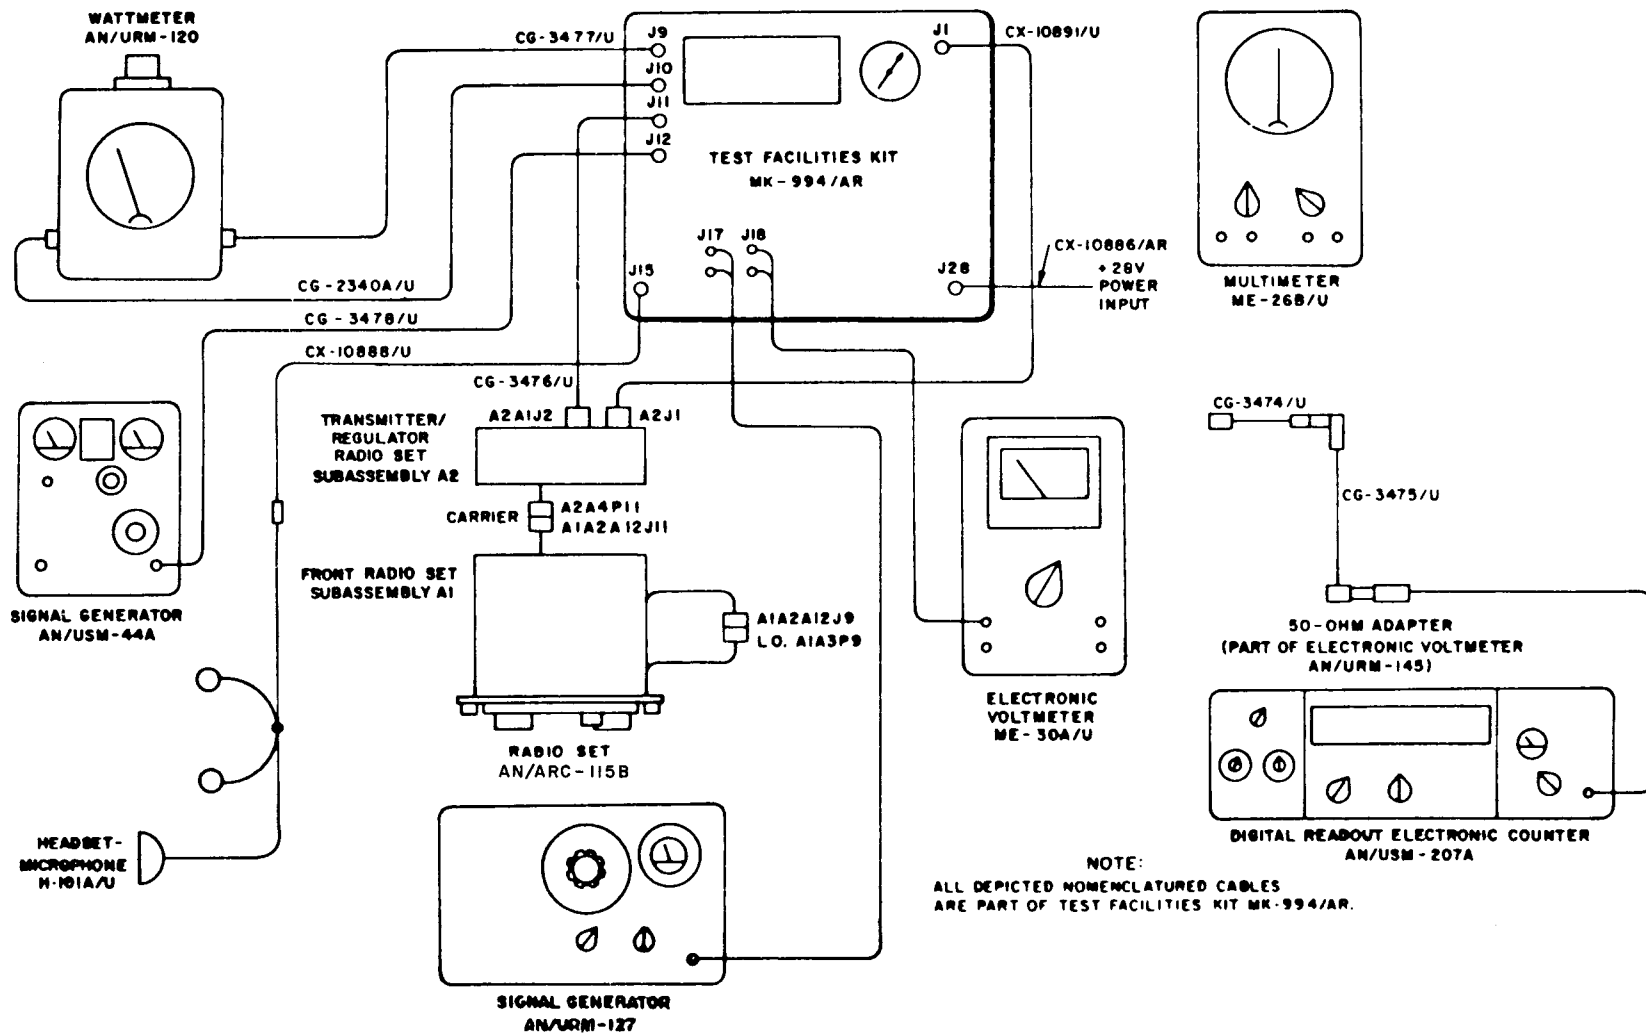 WATTMETER
AN/URM-120
CG-3477/U
J9
J10
J11
J12
J1
CX-10891/U
TEST FACILITIES KIT
MK-994/AR
J17
J18
J15
J28
CX-10886/AR
+28V
POWER
INPUT
MULTIMETER
ME-26B/U
CG-2340A/U
CG-3478/U
CX-10888/U
CG-3476/U
A2A1J2
A2J1
TRANSMITTER/
REGULATOR
RADIO SET
SUBASSEMBLY A2
CARRIER
A2A4P11
A1A2A12J11
FRONT RADIO SET
SUBASSEMBLY A1
A1A2A12J9
L.O. A1A3P9
RADIO SET
AN/ARC-115B
SIGNAL GENERATOR
AN/USM-44A
HEADSET-
MICROPHONE
H-101A/U
SIGNAL GENERATOR
AN/URM-127
ELECTRONIC
VOLTMETER
ME-30A/U
CG-3474/U
CG-3475/U
50-OHM ADAPTER
(PART OF ELECTRONIC VOLTMETER
AN/URM-145)
DIGITAL READOUT ELECTRONIC COUNTER
AN/USM-207A
NOTE:
ALL DEPICTED NOMENCLATURED CABLES
ARE PART OF TEST FACILITIES KIT MK-994/AR.